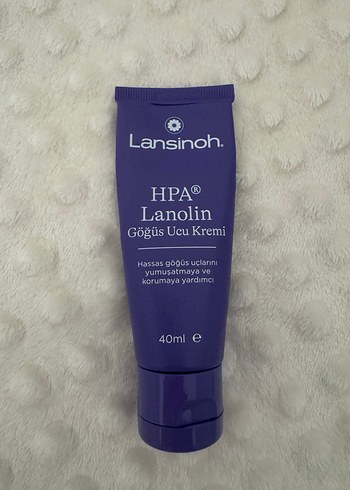 Lansinoh®
HPA®
Lanolin
Göğüs Ucu Kremi
Hassas göğüs uçlarını
yumuşatmaya ve
korumaya yardımcı
40ml ℮